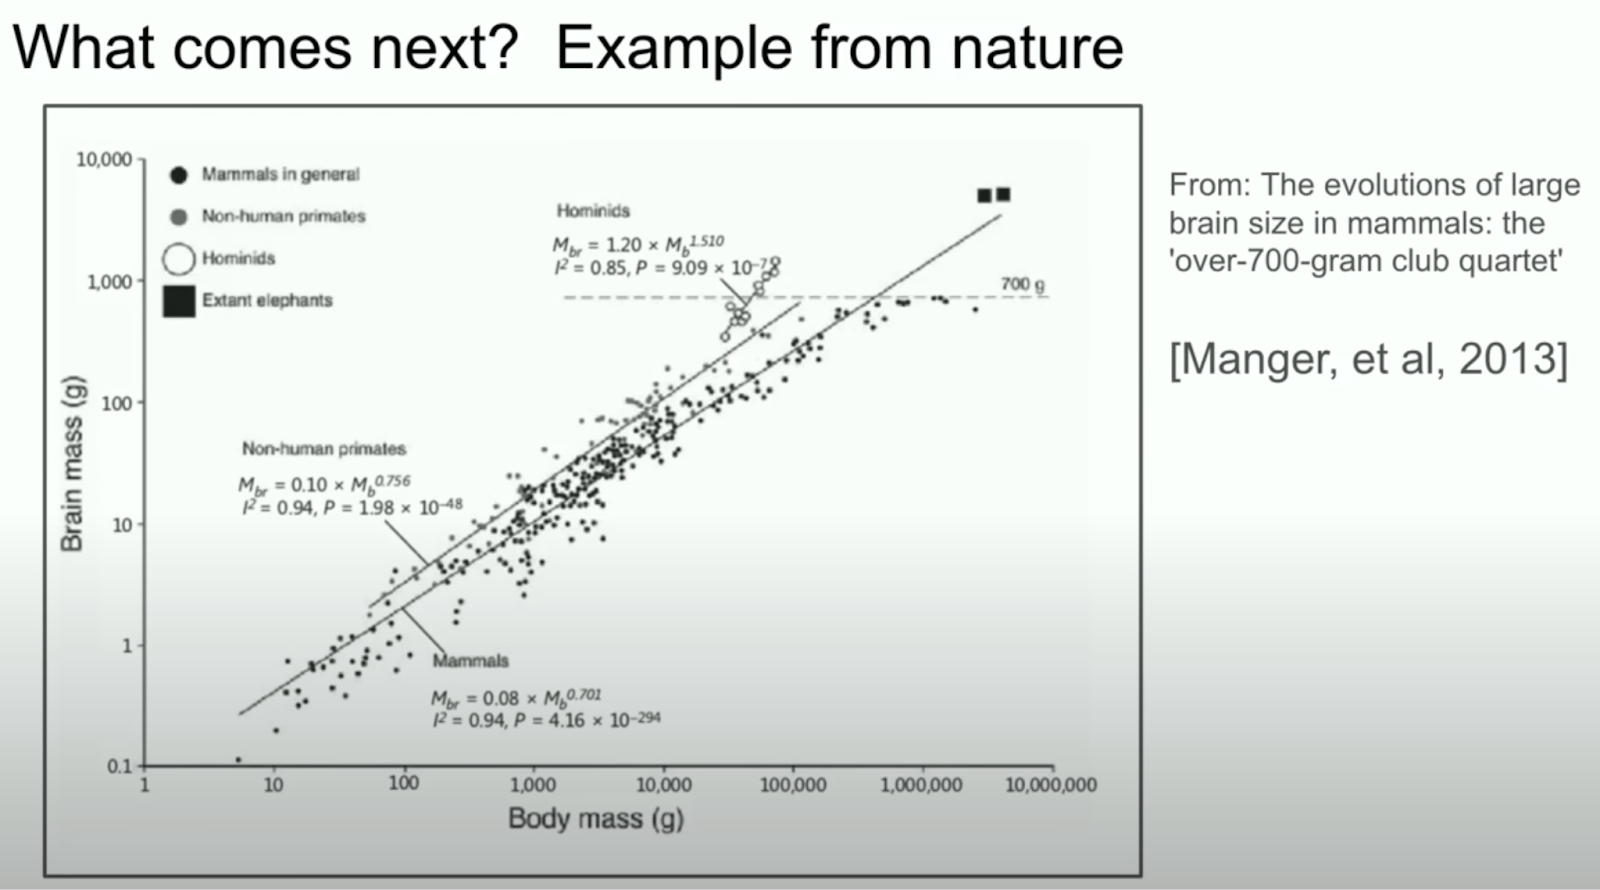 What comes next?  Example from nature
10,000
1,000
100
10
1
0.1
Brain mass (g)
Mammals in general
Non-human primates
Hominids
Extant elephants
Hominids
M_br = 1.20 × M_b^1.510
I² = 0.85, P = 9.09 × 10⁻⁷
700 g
Non-human primates
M_br = 0.10 × M_b^0.756
I² = 0.94, P = 1.98 × 10⁻⁴⁸
Mammals
M_br = 0.08 × M_b^0.701
I² = 0.94, P = 4.16 × 10⁻²⁹⁴
1 10 100 1,000 10,000 100,000 1,000,000 10,000,000
Body mass (g)
From: The evolutions of large
brain size in mammals: the
'over-700-gram club quartet'
[Manger, et al, 2013]